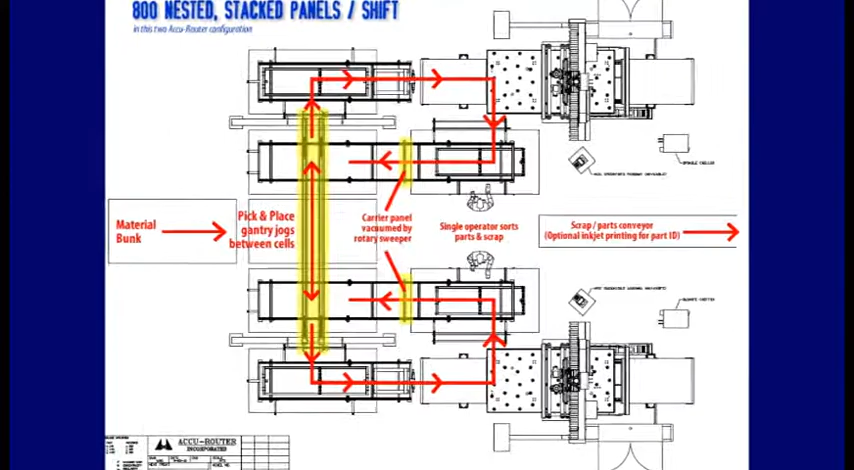 800 NESTED, STACKED PANELS / SHIFT
in this two Accu-Router configuration
Material
Bunk
Pick & Place
gantry jogs
between cells
Carrier panel
vacuumed by
rotary sweeper
Single operator sorts
parts & scrap
Scrap / parts conveyor
(Optional inkjet printing for part ID)
SPINDLE CHILLER
ACCU-ROUTER
INCORPORATED